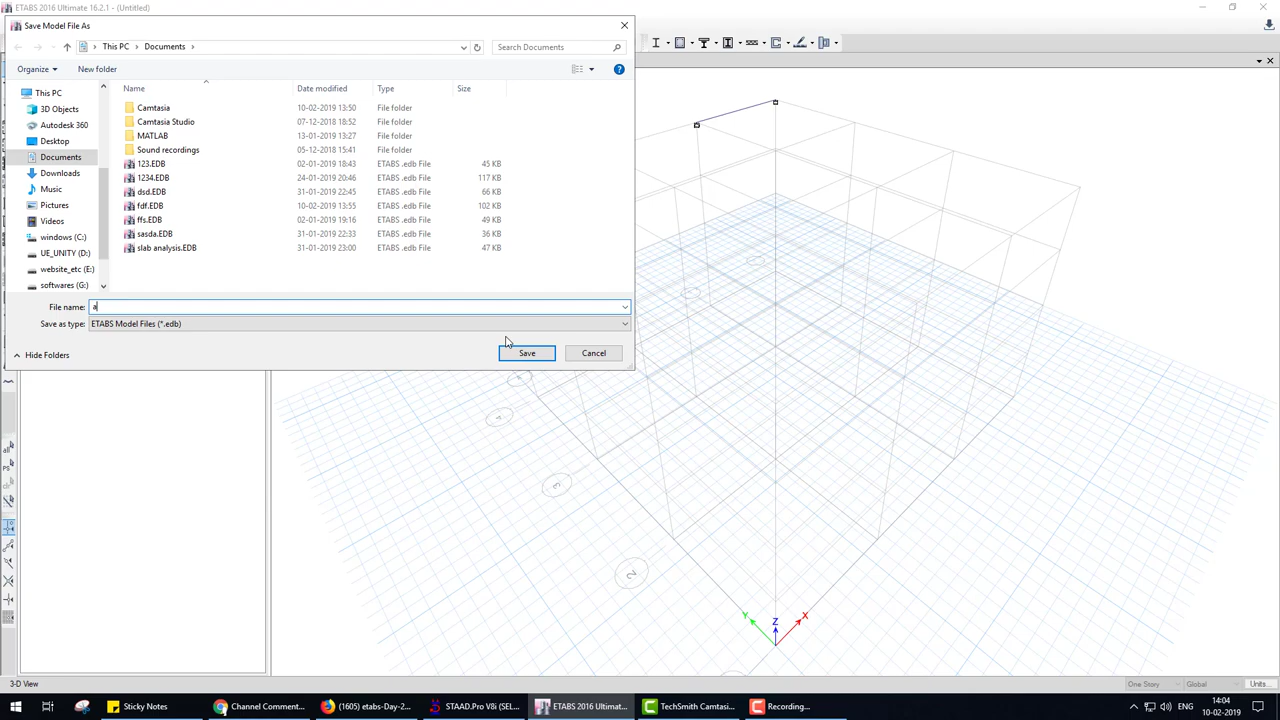 ETABS 2016 Ultimate 16.2.1 -
Save Model File As
This PC > Documents >
Search Documents
Organize
New folder
Name Date modified Type Size
This PC
3D Objects
Autodesk 360
Desktop
Documents
Downloads
Music
Pictures
Videos
windows (C:)
UE_UNITY (D:)
website_etc (E:)
softwares (G:)
Camtasia 10-02-2019 13:50 File folder
Camtasia Studio 07-12-2018 18:52 File folder
MATLAB 13-01-2019 13:27 File folder
Sound recordings 05-12-2018 15:41 File folder
123.EDB 02-01-2019 18:43 ETABS .edb File 45 KB
1234.EDB 24-01-2019 20:46 ETABS .edb File 117 KB
dsd.EDB 31-01-2019 22:45 ETABS .edb File 66 KB
fdf.EDB 10-02-2019 13:55 ETABS .edb File 102 KB
ffs.EDB 02-01-2019 19:16 ETABS .edb File 49 KB
sasda.EDB 31-01-2019 22:33 ETABS .edb File 36 KB
slab analysis.EDB 31-01-2019 23:00 ETABS .edb File 47 KB
File name: a
Save as type: ETABS Model Files (*.edb)
Hide Folders
Save
Cancel
all
PS
clr
4
3
2
Y
Z
X
3-D View
One Story
Global
Units...
Sticky Notes
Channel Comment...
(1605) etabs-Day-2...
STAAD.Pro V8i (SEL...
ETABS 2016 Ultimat...
TechSmith Camtasi...
Recording...
ENG
14:04
10-02-2019